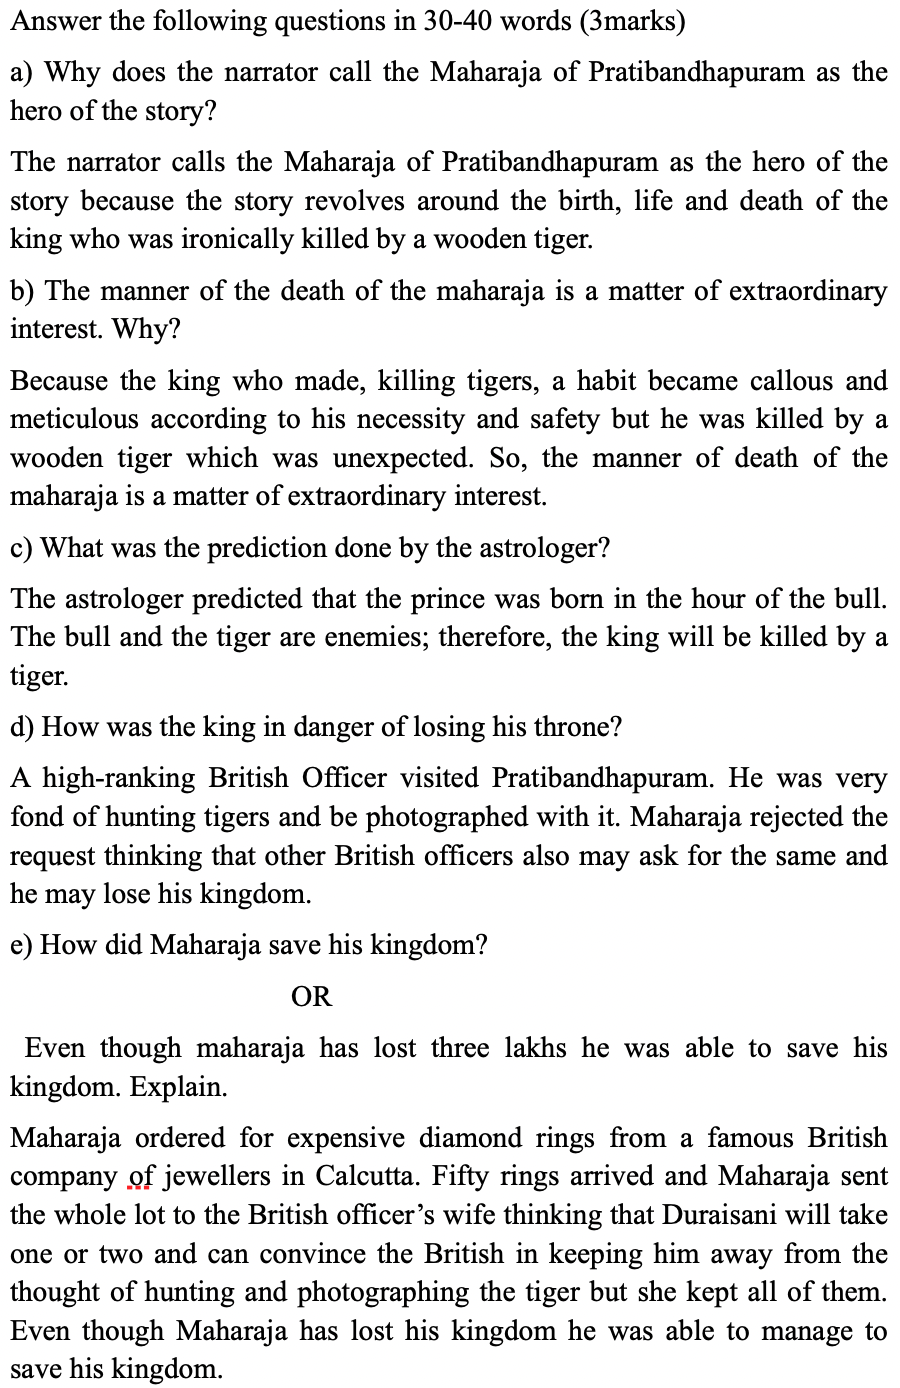 Answer the following questions in 30-40 words (3marks)
a) Why does the narrator call the Maharaja of Pratibandhapuram as the
hero of the story?
The narrator calls the Maharaja of Pratibandhapuram as the hero of the
story because the story revolves around the birth, life and death of the
king who was ironically killed by a wooden tiger.
b) The manner of the death of the maharaja is a matter of extraordinary
interest. Why?
Because the king who made, killing tigers, a habit became callous and
meticulous according to his necessity and safety but he was killed by a
wooden tiger which was unexpected. So, the manner of death of the
maharaja is a matter of extraordinary interest.
c) What was the prediction done by the astrologer?
The astrologer predicted that the prince was born in the hour of the bull.
The bull and the tiger are enemies; therefore, the king will be killed by a
tiger.
d) How was the king in danger of losing his throne?
A high-ranking British Officer visited Pratibandhapuram. He was very
fond of hunting tigers and be photographed with it. Maharaja rejected the
request thinking that other British officers also may ask for the same and
he may lose his kingdom.
e) How did Maharaja save his kingdom?
OR
Even though maharaja has lost three lakhs he was able to save his
kingdom. Explain.
Maharaja ordered for expensive diamond rings from a famous British
company of jewellers in Calcutta. Fifty rings arrived and Maharaja sent
the whole lot to the British officer’s wife thinking that Duraisani will take
one or two and can convince the British in keeping him away from the
thought of hunting and photographing the tiger but she kept all of them.
Even though Maharaja has lost his kingdom he was able to manage to
save his kingdom.